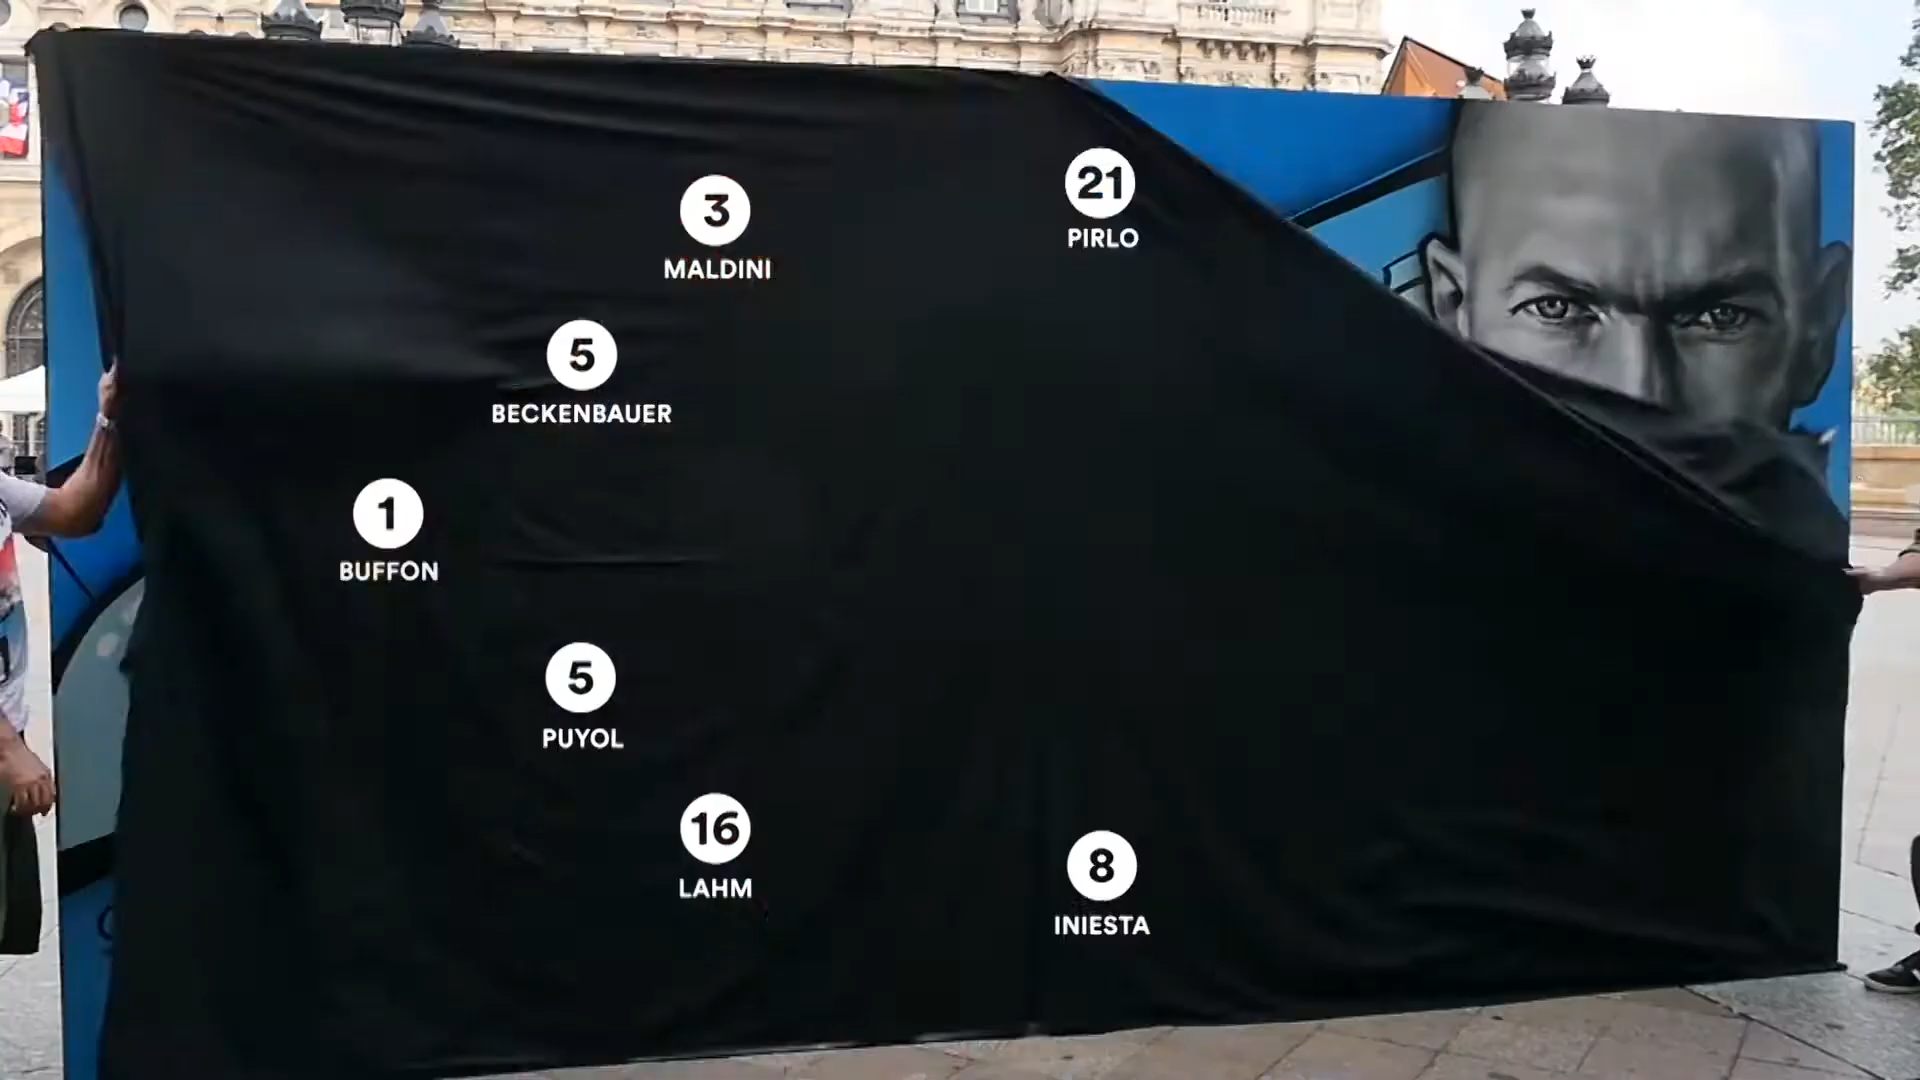 3
MALDINI
21
PIRLO
5
BECKENBAUER
1
BUFFON
5
PUYOL
16
LAHM
8
INIESTA